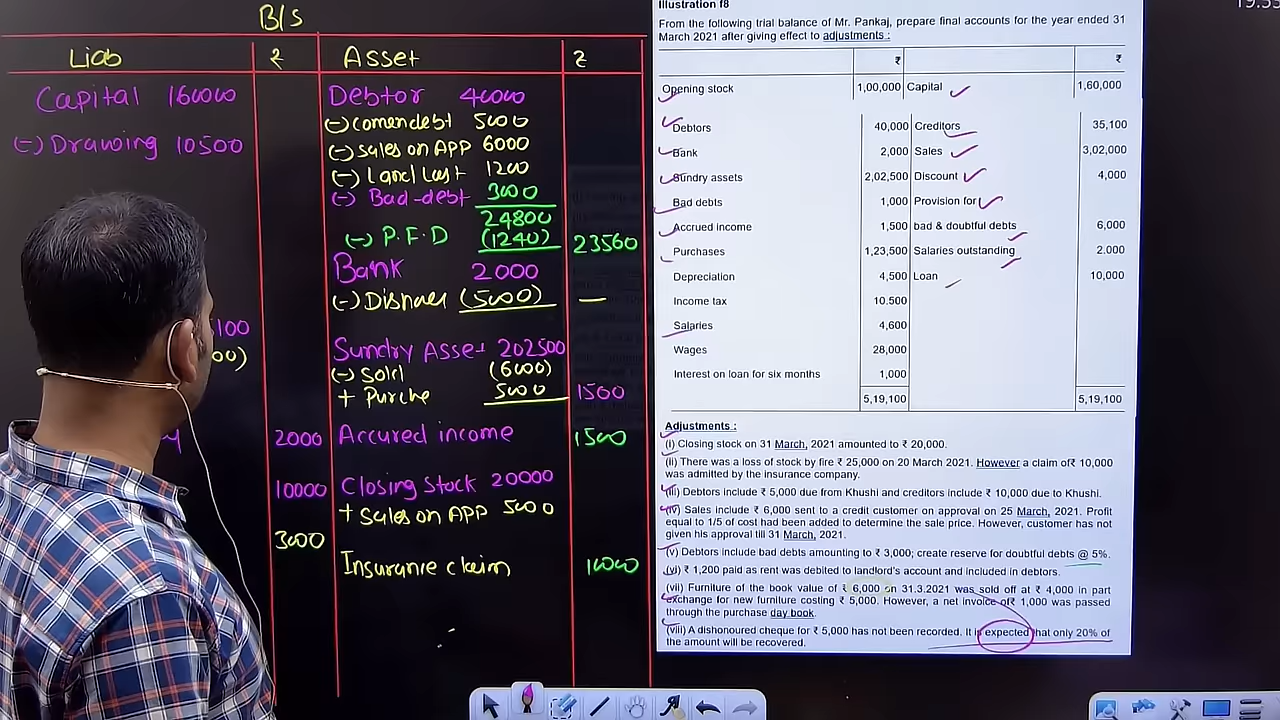 B/S
Liab ₹ Asset ₹
Capital 160000
(-) Drawing 10500
5100
00)
2000
10000
3000
Debtor 40000
(-) comendebt 5000
(-) sales on APP 6000
(-) Land Last 1200
(-) Bad-debt 3000
24800
(-) P.F.D (1240) 23560
Bank 2000
(-) Dishoner (5000) —
Sundry Asset 202500
(-) Sold (6000)
+ Purche 5000 1500
Accured income 1500
Closing Stock 20000
+ Sales on APP 5000
Insurance claim 10000
Illustration f8
From the following trial balance of Mr. Pankaj, prepare final accounts for the year ended 31
March 2021 after giving effect to adjustments :
₹ ₹
Opening stock 1,00,000 Capital 1,60,000
Debtors 40,000 Creditors 35,100
Bank 2,000 Sales 3,02,000
Sundry assets 2,02,500 Discount 4,000
Bad debts 1,000 Provision for
Accrued income 1,500 bad & doubtful debts 6,000
Purchases 1,23,500 Salaries outstanding 2.000
Depreciation 4,500 Loan 10,000
Income tax 10.500
Salaries 4,600
Wages 28,000
Interest on loan for six months 1,000
5,19,100 5,19,100
Adjustments :
(i) Closing stock on 31 March, 2021 amounted to ₹ 20,000.
(ii) There was a loss of stock by fire ₹ 25,000 on 20 March 2021. However a claim of₹ 10,000
was admitted by the insurance company.
(iii) Debtors include ₹ 5,000 due from Khushi and creditors include ₹ 10,000 due to Khushi.
(iv) Sales include ₹ 6,000 sent to a credit customer on approval on 25 March, 2021. Profit
equal to 1/5 of cost had been added to determine the sale price. However, customer has not
given his approval till 31 March, 2021.
(v) Debtors include bad debts amounting to ₹ 3,000; create reserve for doubtful debts @ 5%.
(vi) ₹ 1,200 paid as rent was debited to landlord's account and included in debtors.
(vii) Furniture of the book value of ₹ 6,000 on 31.3.2021 was sold off at ₹ 4,000 in part
exchange for new furniture costing ₹ 5,000. However, a net invoice of₹ 1,000 was passed
through the purchase day book.
(viii) A dishonoured cheque for ₹ 5,000 has not been recorded. It is expected that only 20% of
the amount will be recovered.